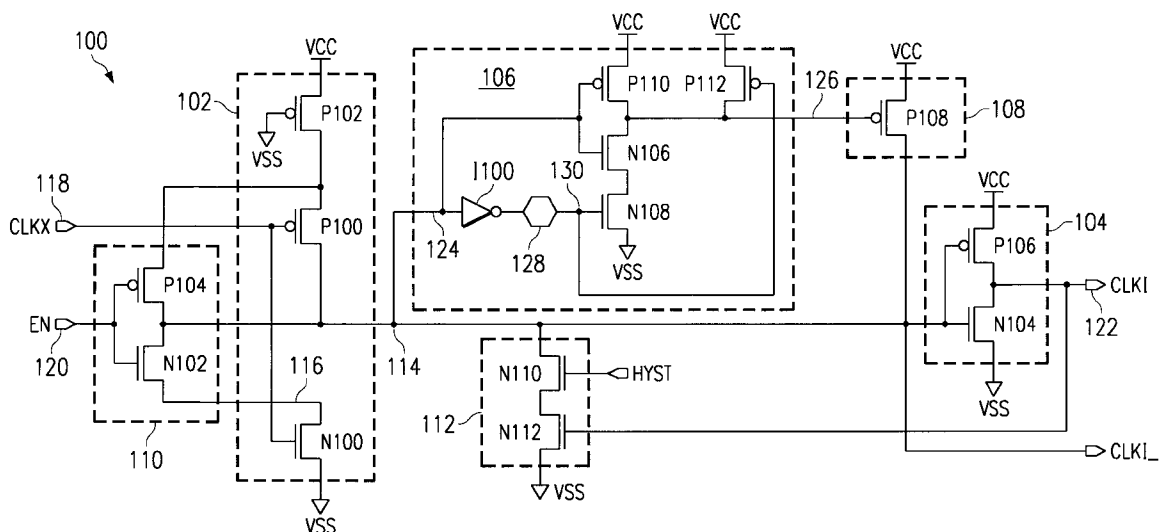 100
VCC
VCC
VCC
VCC
102
106
P110
P112
126
P102
P108
108
VSS
N106
118
I100
130
VCC
CLKX
P100
N108
104
124
128
VSS
P106
P104
CLKI
EN
N104
122
120
N102
116
114
N110
HYST
VSS
112
N112
110
N100
CLKI_
VSS
VSS